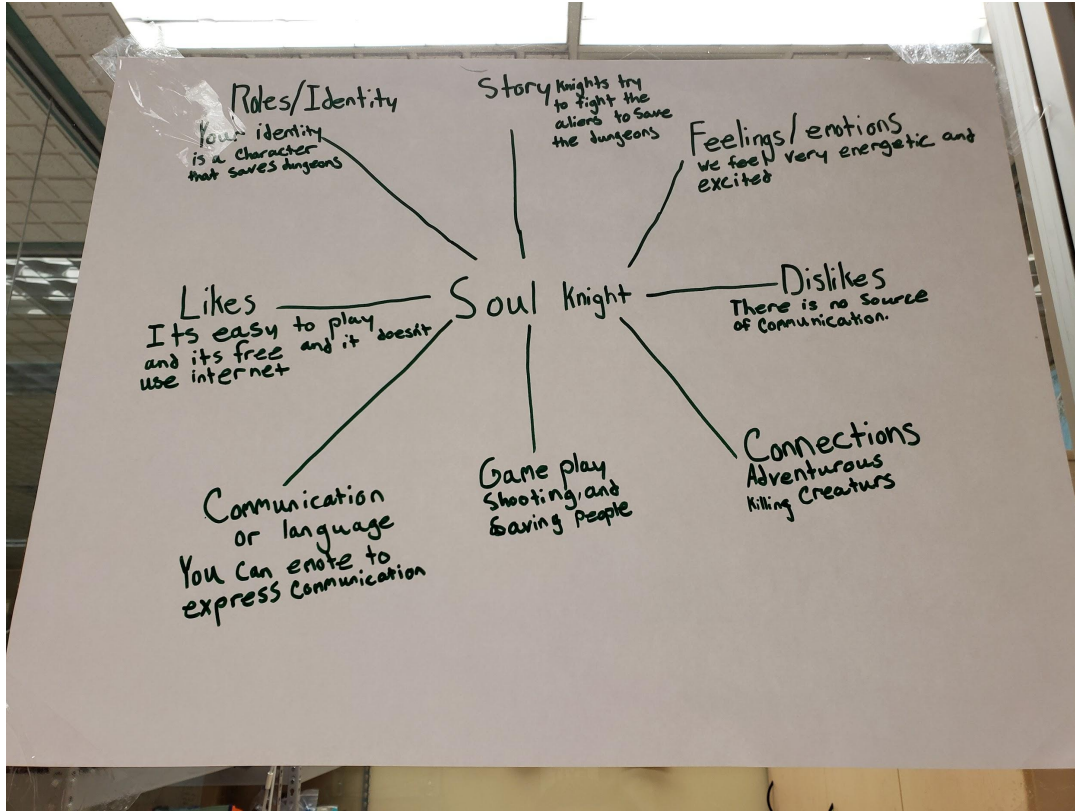 Roles/Identity
Your identity
is a character
that saves dungeons
Story Knights try
to fight the
aliens to save
the dungeons
Feelings/emotions
we feel very energetic and
excited
Likes
Its easy to play
and its free and it doesn't
use internet
Soul Knight
Dislikes
There is no source
of communication.
Communication
or language
You can emote to
express communication
Game play
Shooting, and
Saving people
Connections
Adventurous
killing creaturs